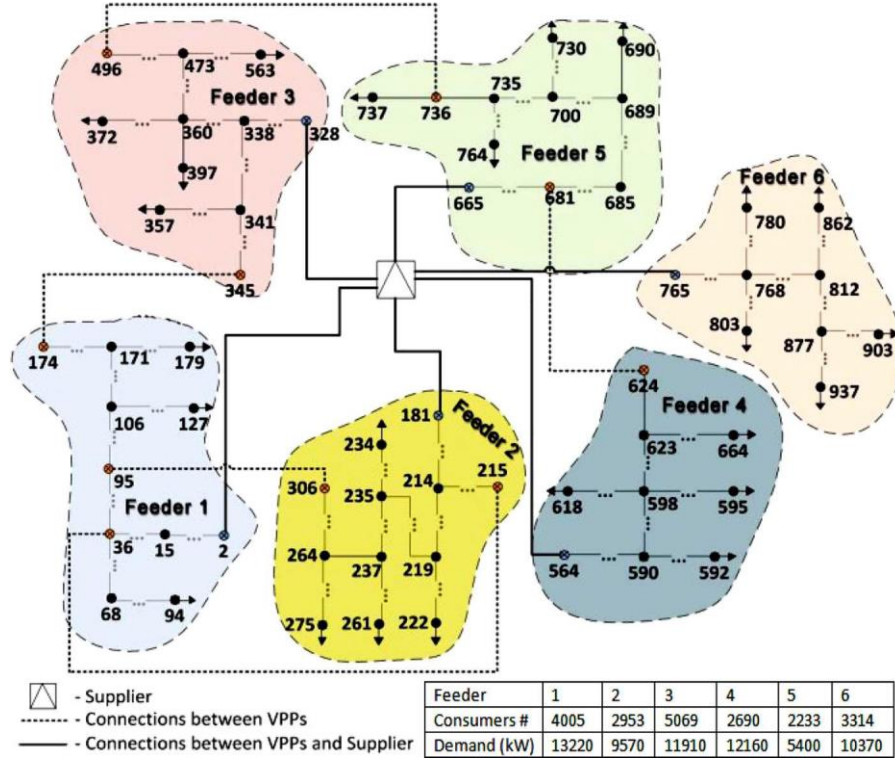 496 ... 473 ... 563
Feeder 3
372 ... 360 ... 338 ... 328
397
357 ... 341
345
730 690
735
737 736 ... 700 ... 689
764 Feeder 5
665 ... 681 ... 685
Feeder 6
780 862
765 ... 768 ... 812
803 877 ... 903
937
174 ... 171 ... 179
106 ... 127
95
Feeder 1
36 ... 15 ... 2
68 ... 94
181 Feeder 2
234
306 235 214 ... 215
264 237 219
275 261 222
624
Feeder 4
623 ... 664
618 ... 598 ... 595
564 ... 590 ... 592
- Supplier
- Connections between VPPs
- Connections between VPPs and Supplier
Feeder 1 2 3 4 5 6
Consumers # 4005 2953 5069 2690 2233 3314
Demand (kW) 13220 9570 11910 12160 5400 10370